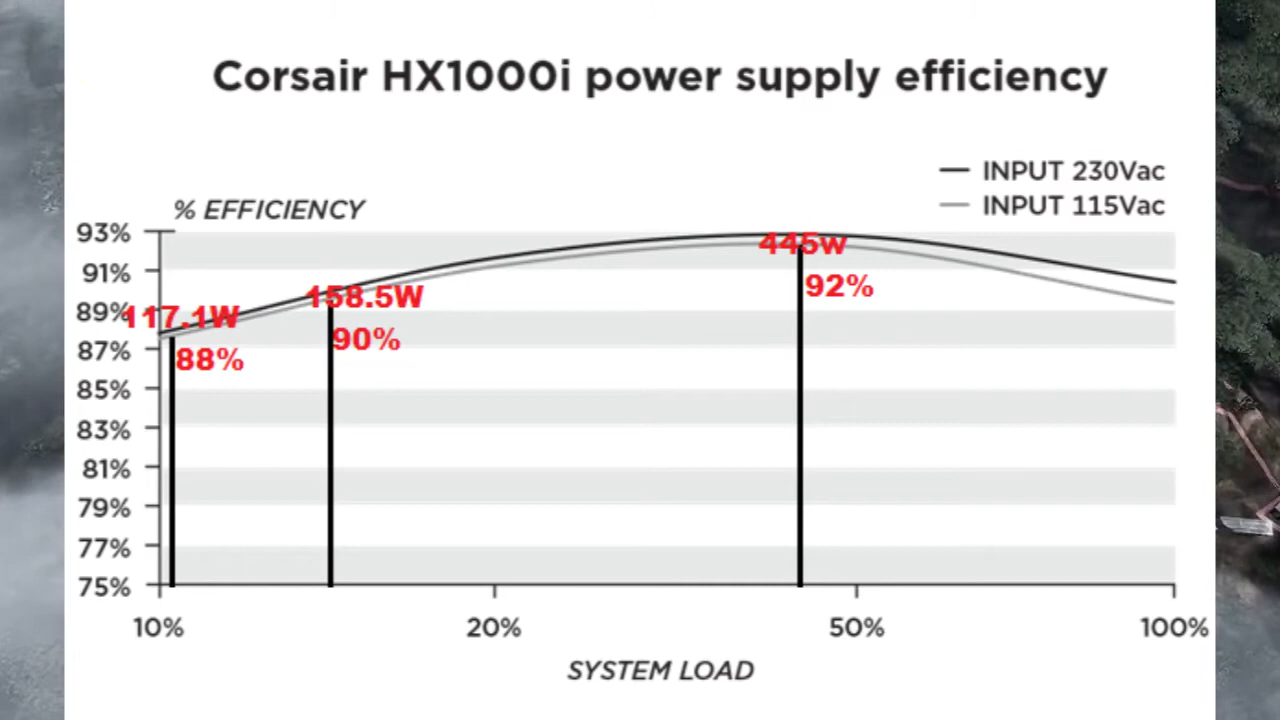 Corsair HX1000i power supply efficiency
INPUT 230Vac
INPUT 115Vac
% EFFICIENCY
93%
91%
89%
87%
85%
83%
81%
79%
77%
75%
117.1W
88%
158.5W
90%
445w
92%
10%
20%
50%
100%
SYSTEM LOAD